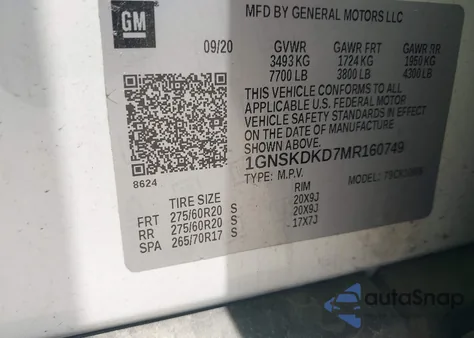 GM
MFD BY GENERAL MOTORS LLC
09/20 GVWR GAWR FRT GAWR RR
3493 KG 1724 KG 1950 KG
7700 LB 3800 LB 4300 LB
THIS VEHICLE CONFORMS TO ALL
APPLICABLE U.S. FEDERAL MOTOR
VEHICLE SAFETY STANDARDS IN
EFFECT ON THE DATE OF MANUFACTURE
SHOWN ABOVE.
1GNSKDKD7MR160749
TYPE: M.P.V.
8624
TIRE SIZE RIM
FRT 275/60R20 S 20X9J
RR 275/60R20 S 20X9J
SPA 265/70R17 S 17X7J
autaSnap